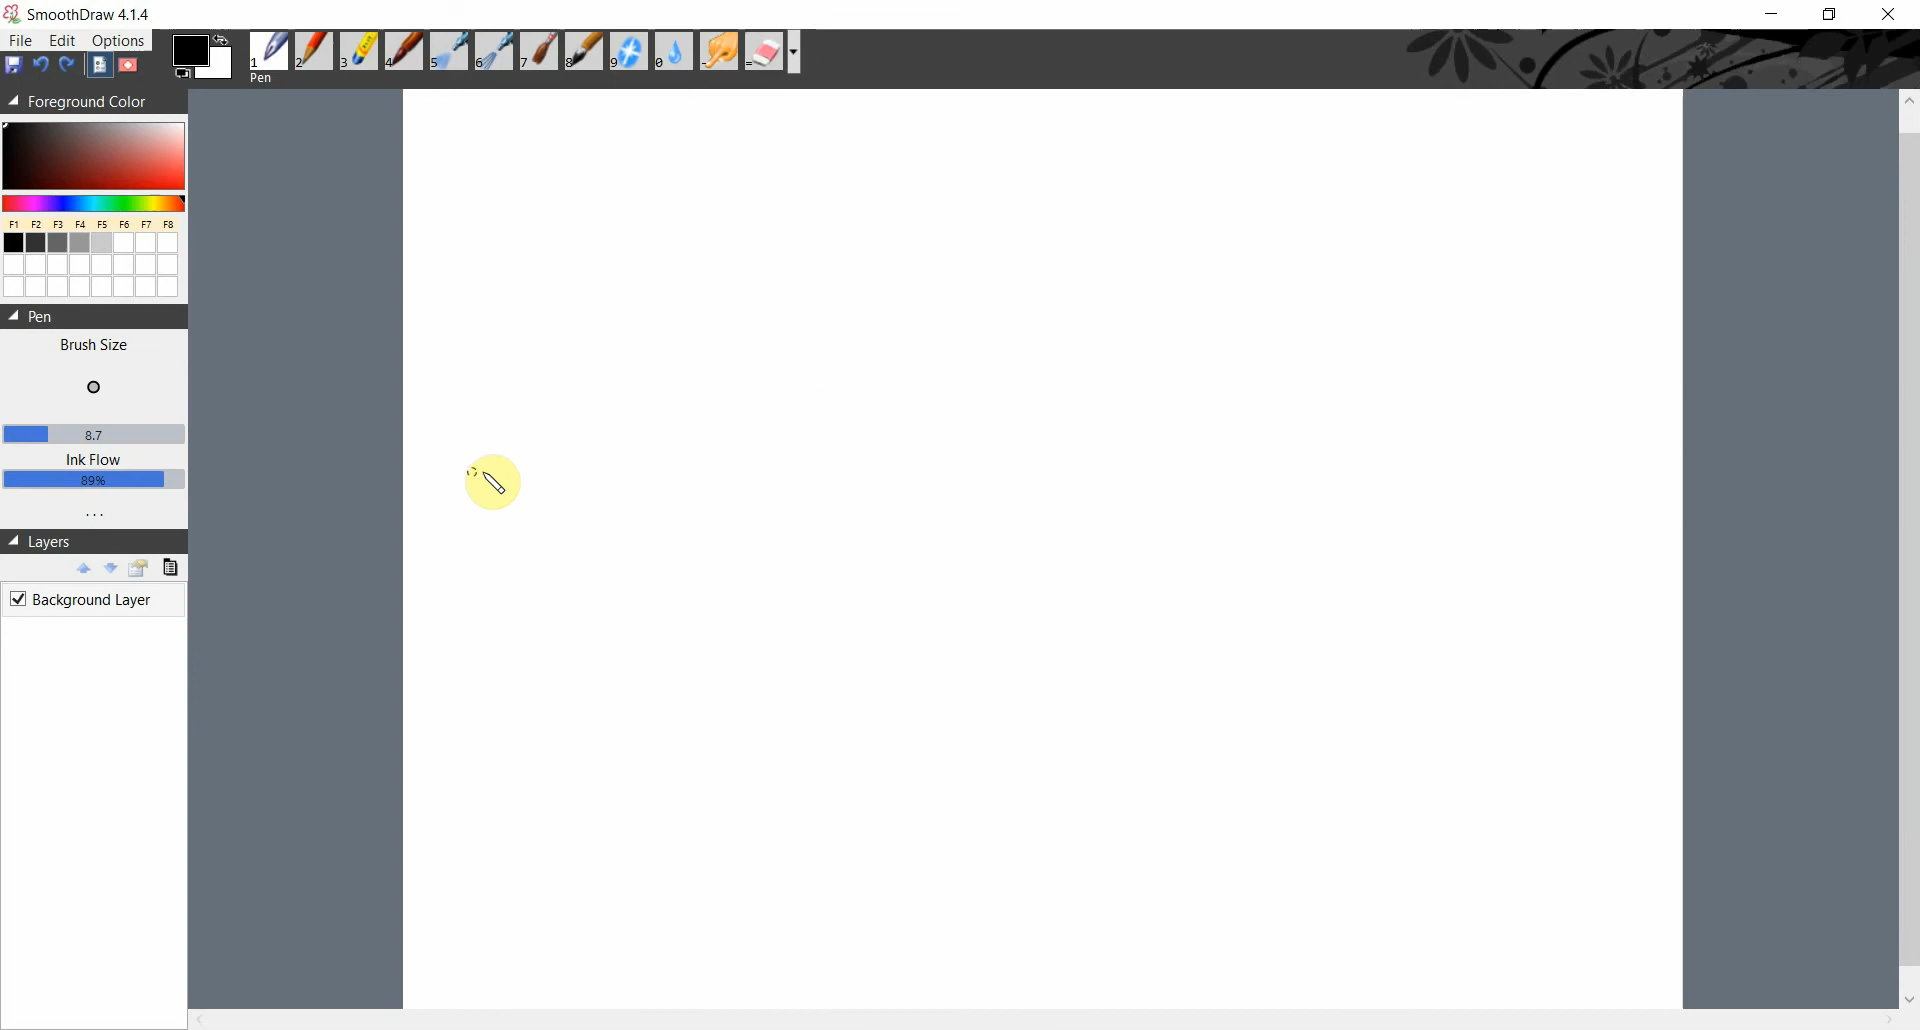 SmoothDraw 4.1.4
File Edit Options
1 2 3 4 5 6 7 8 9 0 - =
Pen
Foreground Color
F1 F2 F3 F4 F5 F6 F7 F8
Pen
Brush Size
8.7
Ink Flow
89%
...
Layers
Background Layer